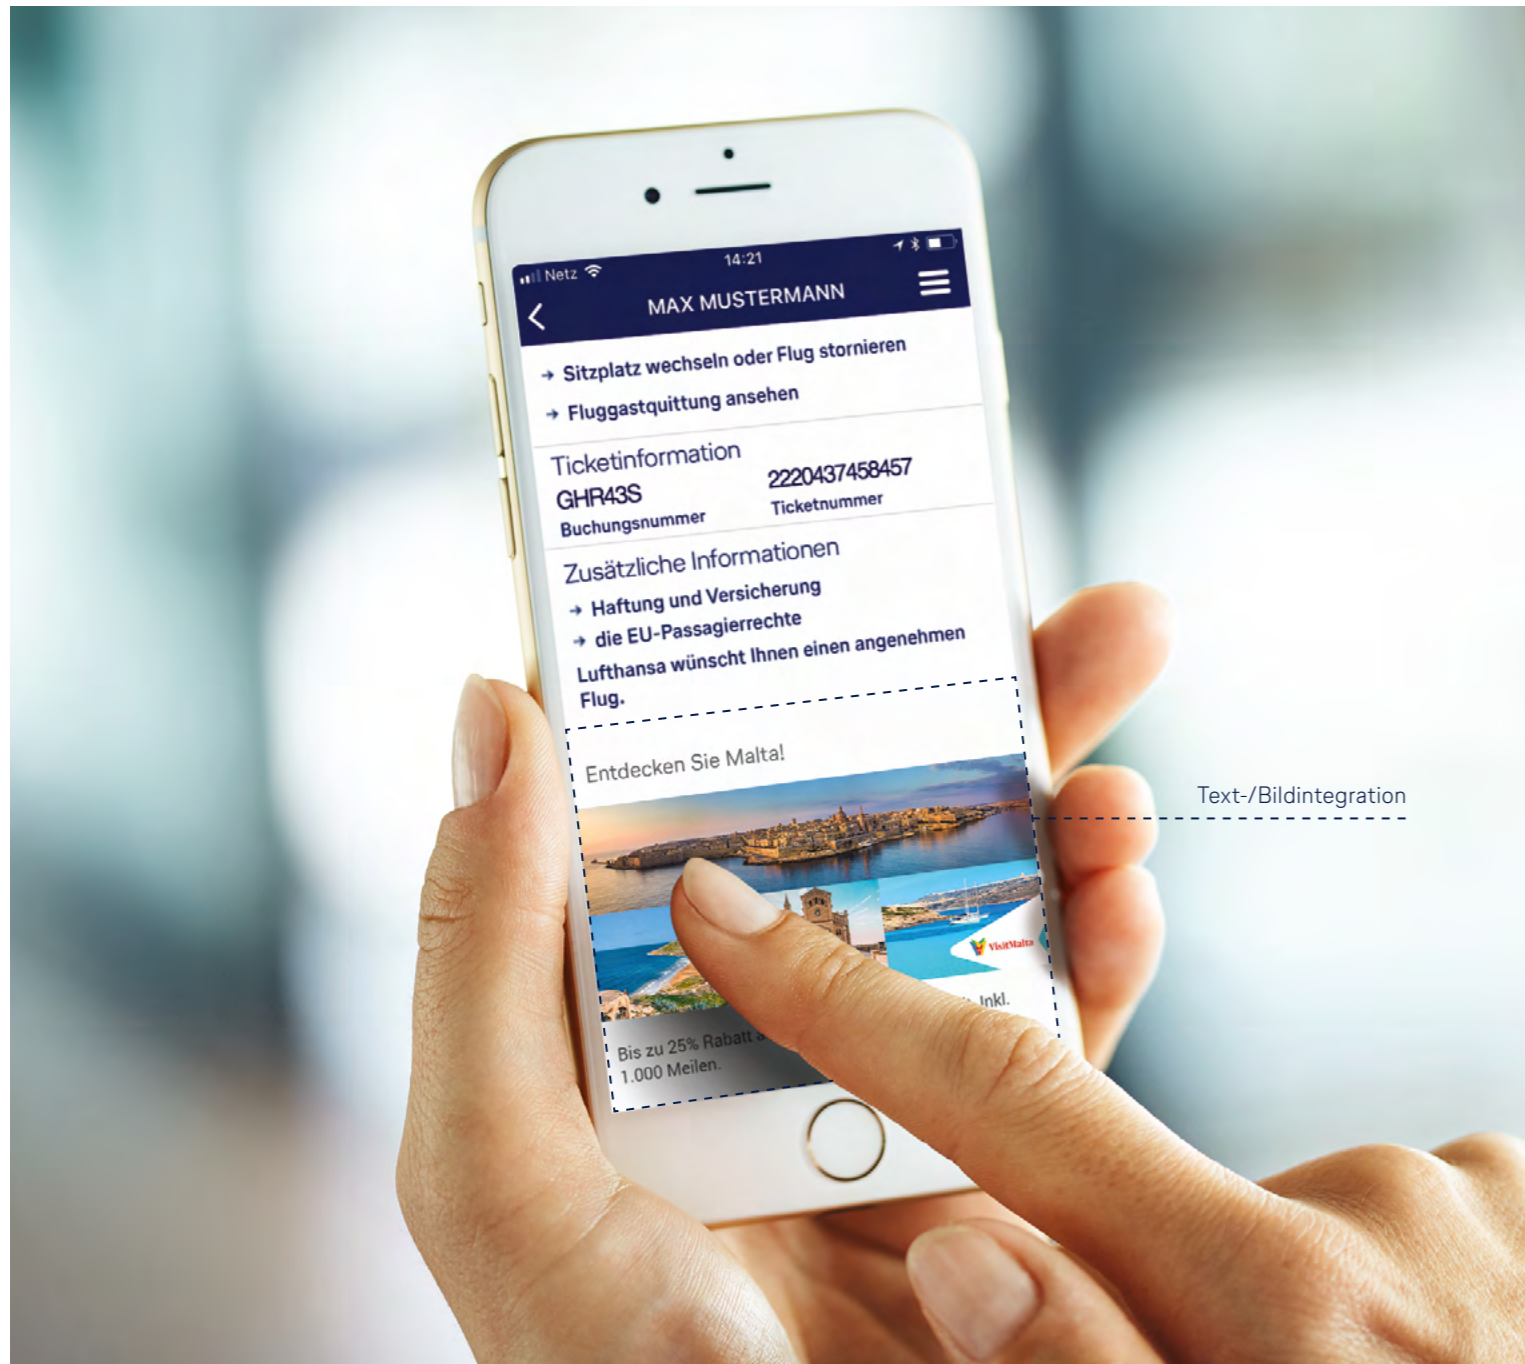 Netz 14:21
MAX MUSTERMANN
→ Sitzplatz wechseln oder Flug stornieren
→ Fluggastquittung ansehen
Ticketinformation
GHR43S 2220437458457
Buchungsnummer Ticketnummer
Zusätzliche Informationen
→ Haftung und Versicherung
→ die EU-Passagierrechte
Lufthansa wünscht Ihnen einen angenehmen
Flug.
Entdecken Sie Malta!
VisitMalta
Bis zu 25% Rabatt Inkl.
1.000 Meilen.
Text-/Bildintegration